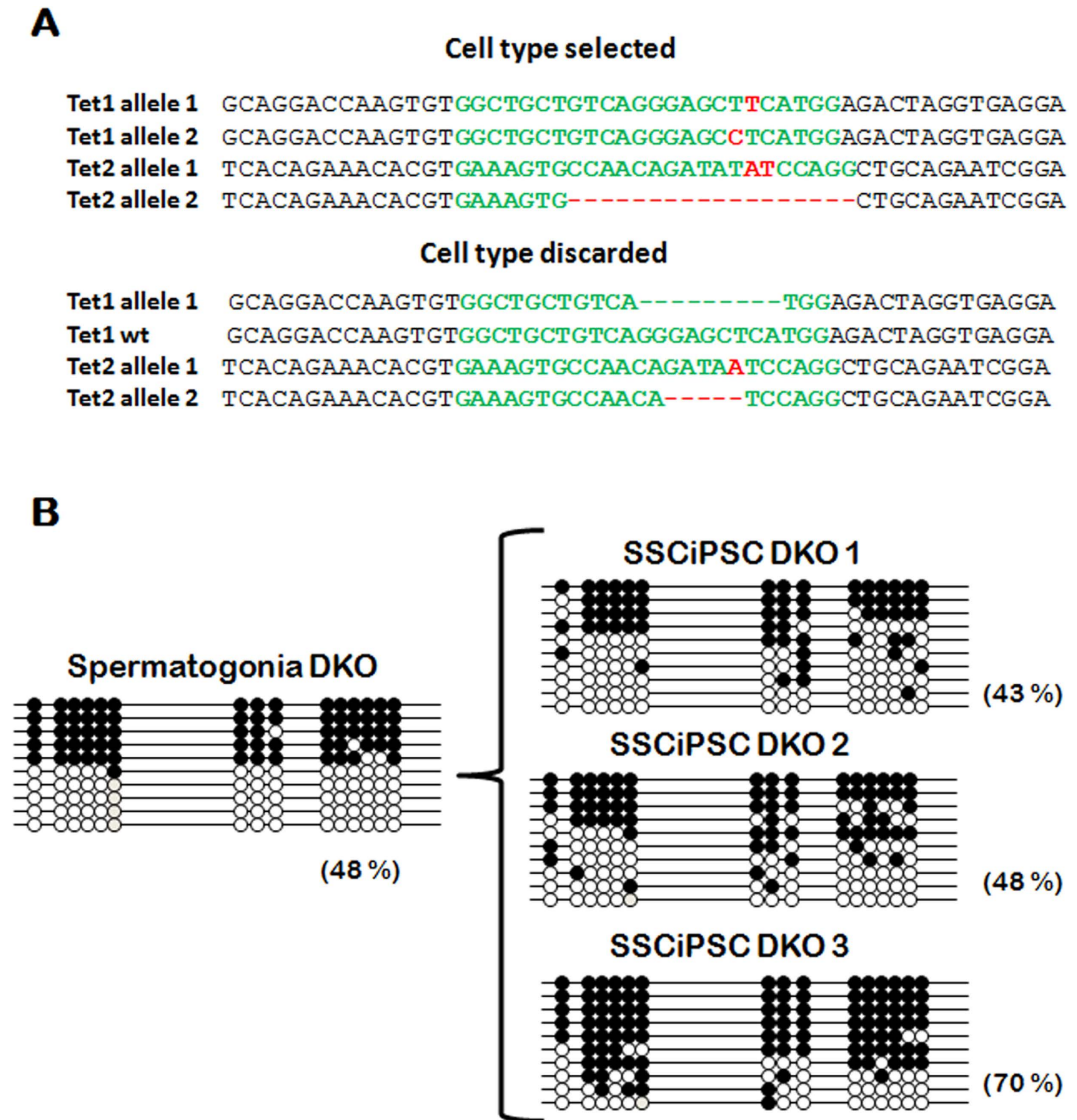 A
Cell type selected
Tet1 allele 1 GCAGGACCAAGTGTGGCTGCTGTCAGGGAGCTTCATGGAGACTAGGTGAGGA
Tet1 allele 2 GCAGGACCAAGTGTGGCTGCTGTCAGGGAGCCTCATGGAGACTAGGTGAGGA
Tet2 allele 1 TCACAGAAACACGTGAAAGTGCCAACAGATATATCCAGGCTGCAGAATCGGA
Tet2 allele 2 TCACAGAAACACGTGAAAGTG------------------CTGCAGAATCGGA
Cell type discarded
Tet1 allele 1 GCAGGACCAAGTGTGGCTGCTGTCA---------TGGAGACTAGGTGAGGA
Tet1 wt GCAGGACCAAGTGTGGCTGCTGTCAGGGAGCTCATGGAGACTAGGTGAGGA
Tet2 allele 1 TCACAGAAACACGTGAAAGTGCCAACAGATAATCCAGGCTGCAGAATCGGA
Tet2 allele 2 TCACAGAAACACGTGAAAGTGCCAACA-----TCCAGGCTGCAGAATCGGA
B
Spermatogonia DKO
(48 %)
SSCiPSC DKO 1
(43 %)
SSCiPSC DKO 2
(48 %)
SSCiPSC DKO 3
(70 %)